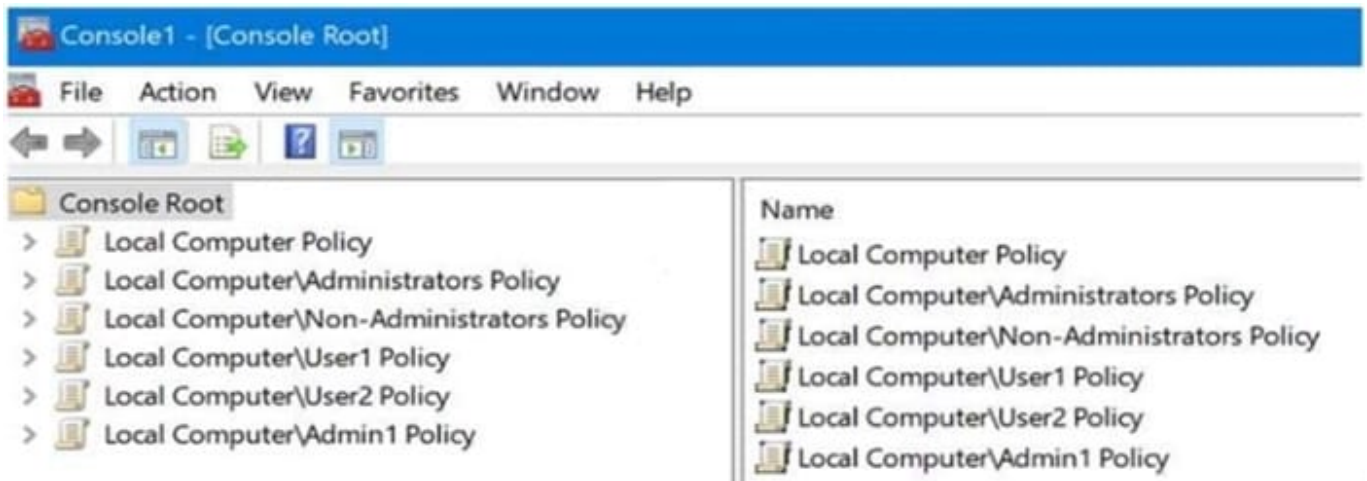 Console1 - [Console Root]
File Action View Favorites Window Help
Console Root
Local Computer Policy
Local Computer\Administrators Policy
Local Computer\Non-Administrators Policy
Local Computer\User1 Policy
Local Computer\User2 Policy
Local Computer\Admin1 Policy
Name
Local Computer Policy
Local Computer\Administrators Policy
Local Computer\Non-Administrators Policy
Local Computer\User1 Policy
Local Computer\User2 Policy
Local Computer\Admin1 Policy